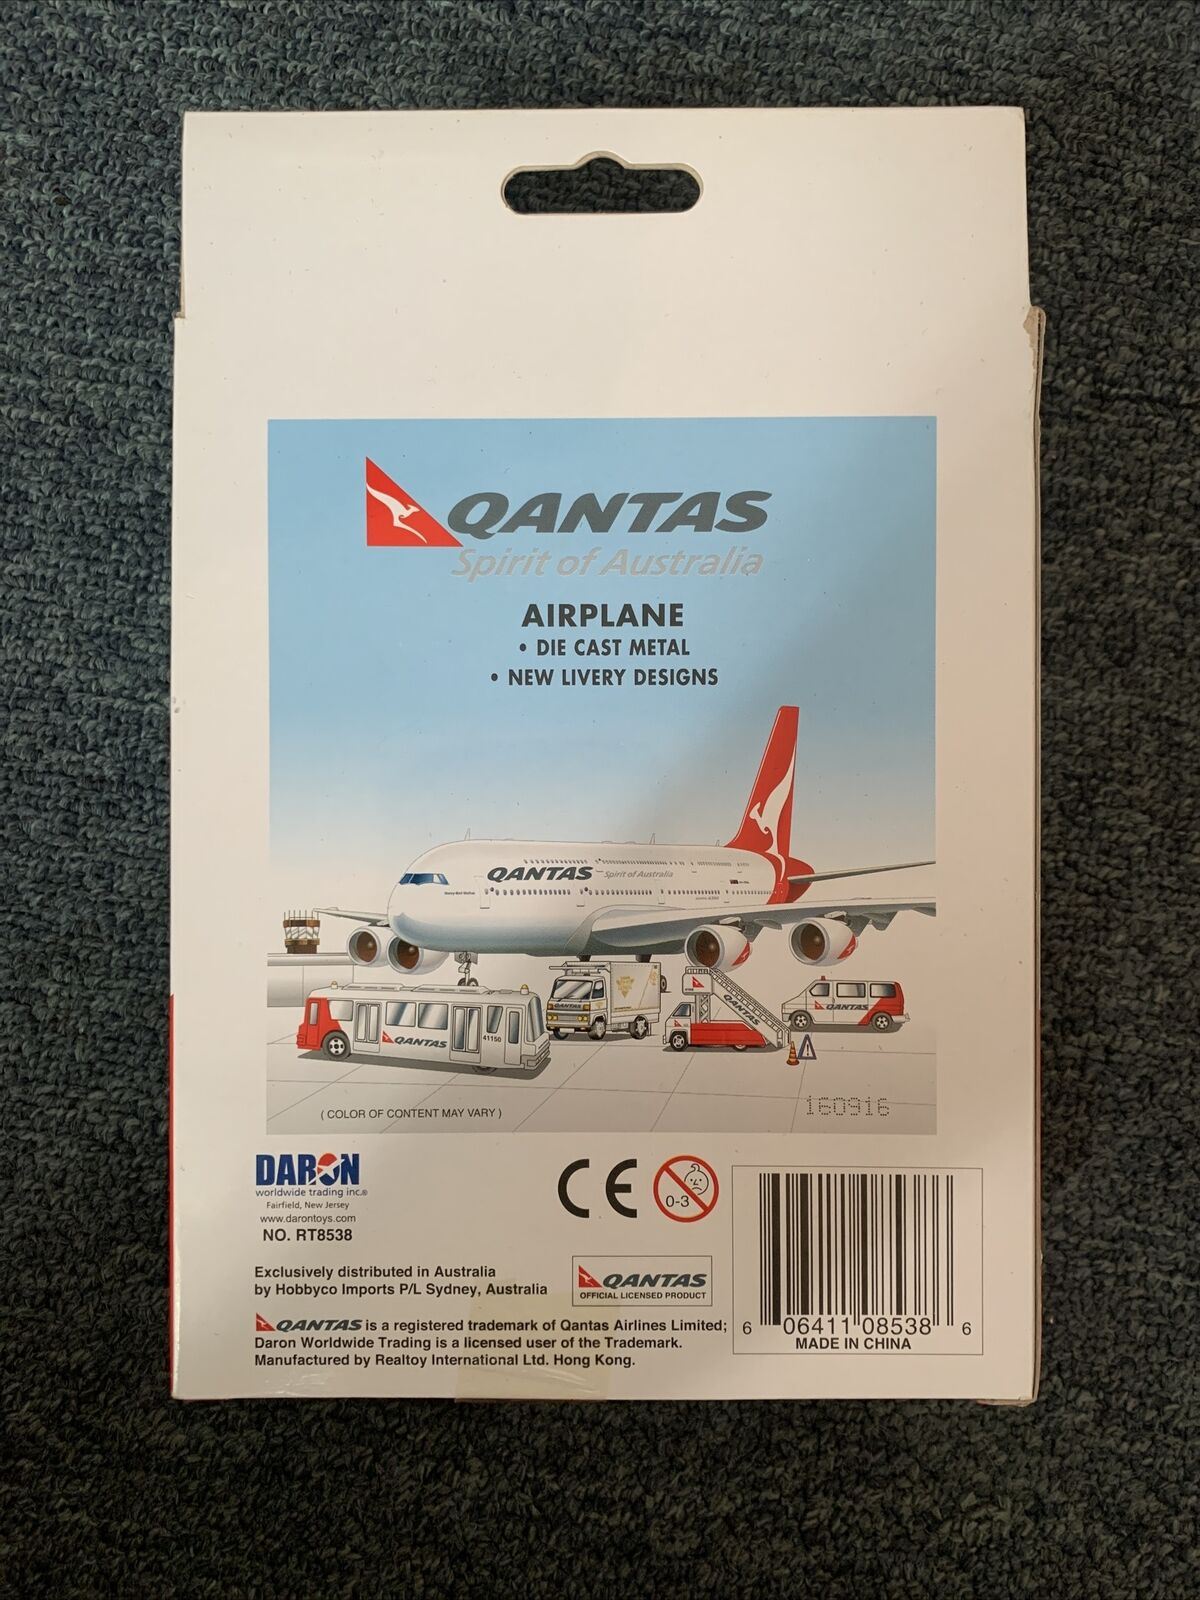 QANTAS
Spirit of Australia
AIRPLANE
• DIE CAST METAL
• NEW LIVERY DESIGNS
QANTAS Spirit of Australia
QANTAS
QANTAS
QANTAS
QANTAS 41150
( COLOR OF CONTENT MAY VARY )
160916
DARON
worldwide trading inc.®
Fairfield, New Jersey
www.darontoys.com
NO. RT8538
CE
0-3
Exclusively distributed in Australia
by Hobbyco Imports P/L Sydney, Australia
QANTAS
OFFICIAL LICENSED PRODUCT
QANTAS is a registered trademark of Qantas Airlines Limited;
Daron Worldwide Trading is a licensed user of the Trademark.
Manufactured by Realtoy International Ltd. Hong Kong.
6 06411 08538 6
MADE IN CHINA